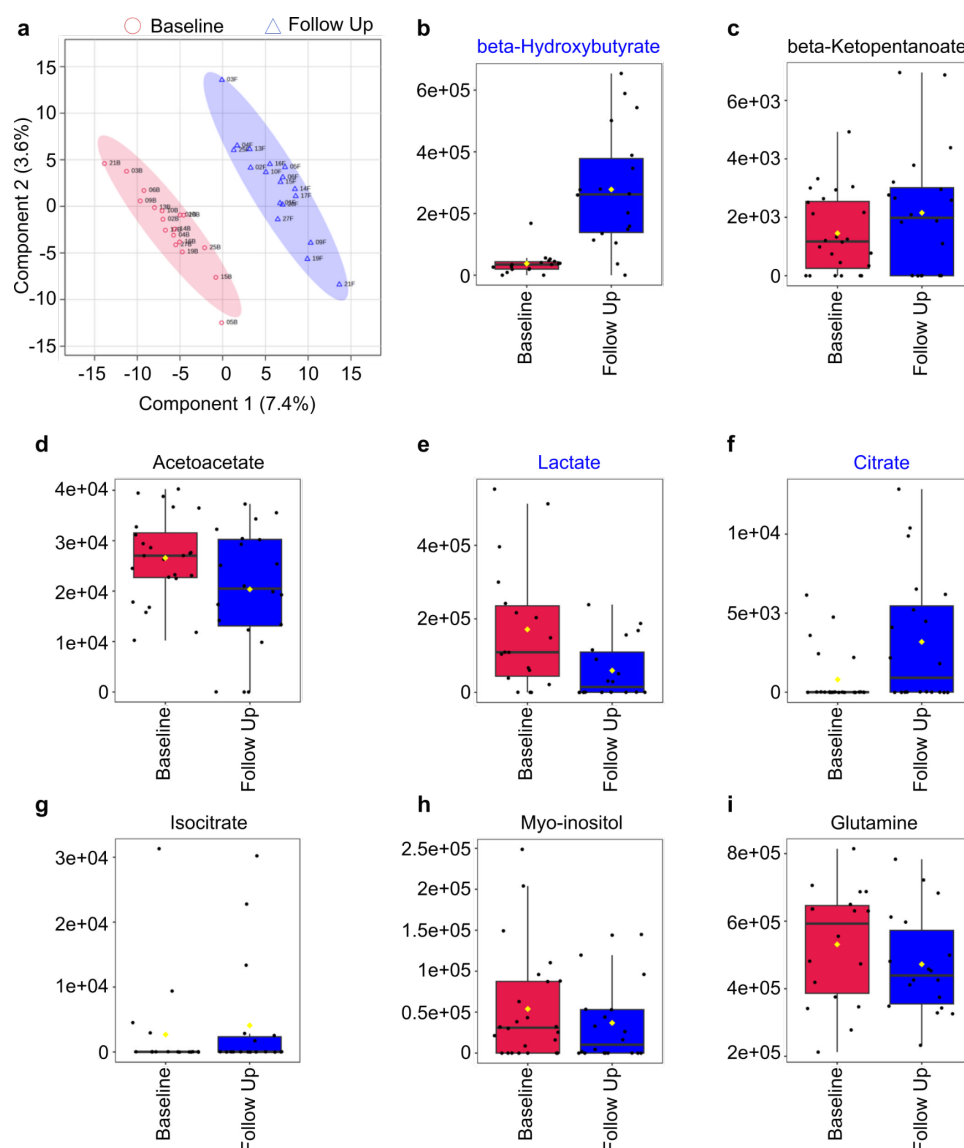 a
Baseline
Follow Up
15
10
5
0
-5
-10
-15
-15 -10 -5 0 5 10 15
Component 2 (3.6%)
Component 1 (7.4%)
03F
13F
02F
16F
05F
10F
15F
14F
17F
27F
09F
19F
21F
21B
03B
06B
09B
02B
25B
19B
15B
05B
b
beta-Hydroxybutyrate
6e+05
4e+05
2e+05
0
Baseline
Follow Up
c
beta-Ketopentanoate
6e+03
4e+03
2e+03
0
Baseline
Follow Up
d
Acetoacetate
4e+04
3e+04
2e+04
1e+04
0
Baseline
Follow Up
e
Lactate
4e+05
2e+05
0
Baseline
Follow Up
f
Citrate
1e+04
5e+03
0
Baseline
Follow Up
g
Isocitrate
3e+04
2e+04
1e+04
0
Baseline
Follow Up
h
Myo-inositol
2.5e+05
2e+05
1.5e+05
1e+05
0.5e+05
0
Baseline
Follow Up
i
Glutamine
8e+05
6e+05
4e+05
2e+05
Baseline
Follow Up